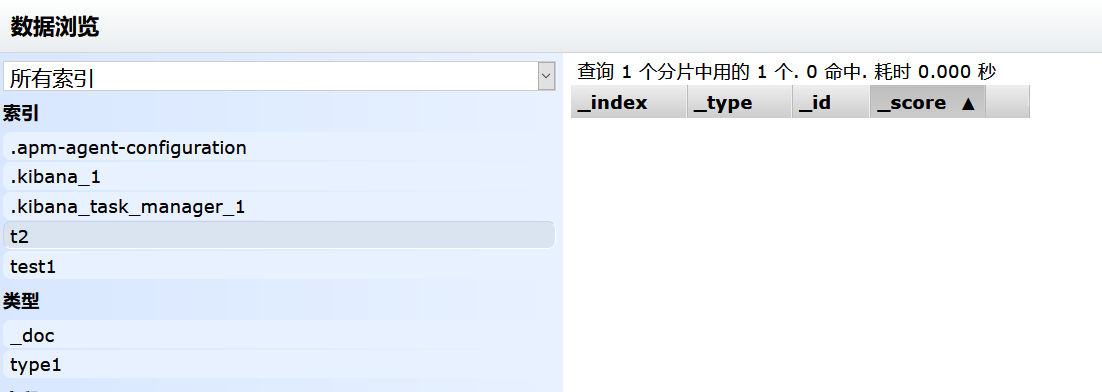 数据浏览
所有索引
索引
.apm-agent-configuration
.kibana_1
.kibana_task_manager_1
t2
test1
类型
_doc
type1
查询 1 个分片中用的 1 个. 0 命中. 耗时 0.000 秒
_index _type _id _score ▲